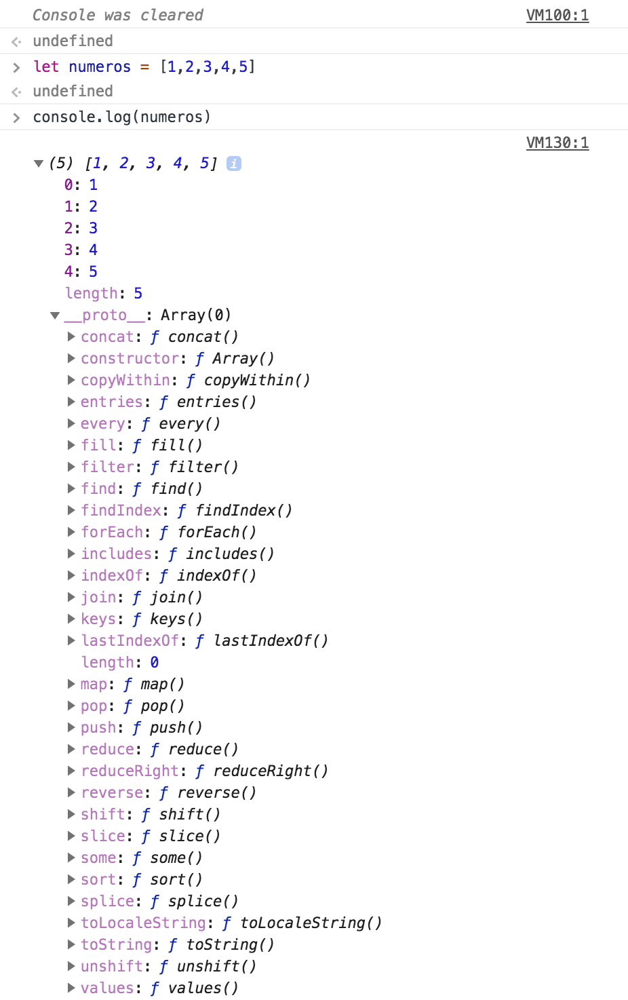 Console was cleared VM100:1
undefined
let numeros = [1,2,3,4,5]
undefined
console.log(numeros)
VM130:1
(5) [1, 2, 3, 4, 5] i
0: 1
1: 2
2: 3
3: 4
4: 5
length: 5
__proto__: Array(0)
concat: ƒ concat()
constructor: ƒ Array()
copyWithin: ƒ copyWithin()
entries: ƒ entries()
every: ƒ every()
fill: ƒ fill()
filter: ƒ filter()
find: ƒ find()
findIndex: ƒ findIndex()
forEach: ƒ forEach()
includes: ƒ includes()
indexOf: ƒ indexOf()
join: ƒ join()
keys: ƒ keys()
lastIndexOf: ƒ lastIndexOf()
length: 0
map: ƒ map()
pop: ƒ pop()
push: ƒ push()
reduce: ƒ reduce()
reduceRight: ƒ reduceRight()
reverse: ƒ reverse()
shift: ƒ shift()
slice: ƒ slice()
some: ƒ some()
sort: ƒ sort()
splice: ƒ splice()
toLocaleString: ƒ toLocaleString()
toString: ƒ toString()
unshift: ƒ unshift()
values: ƒ values()